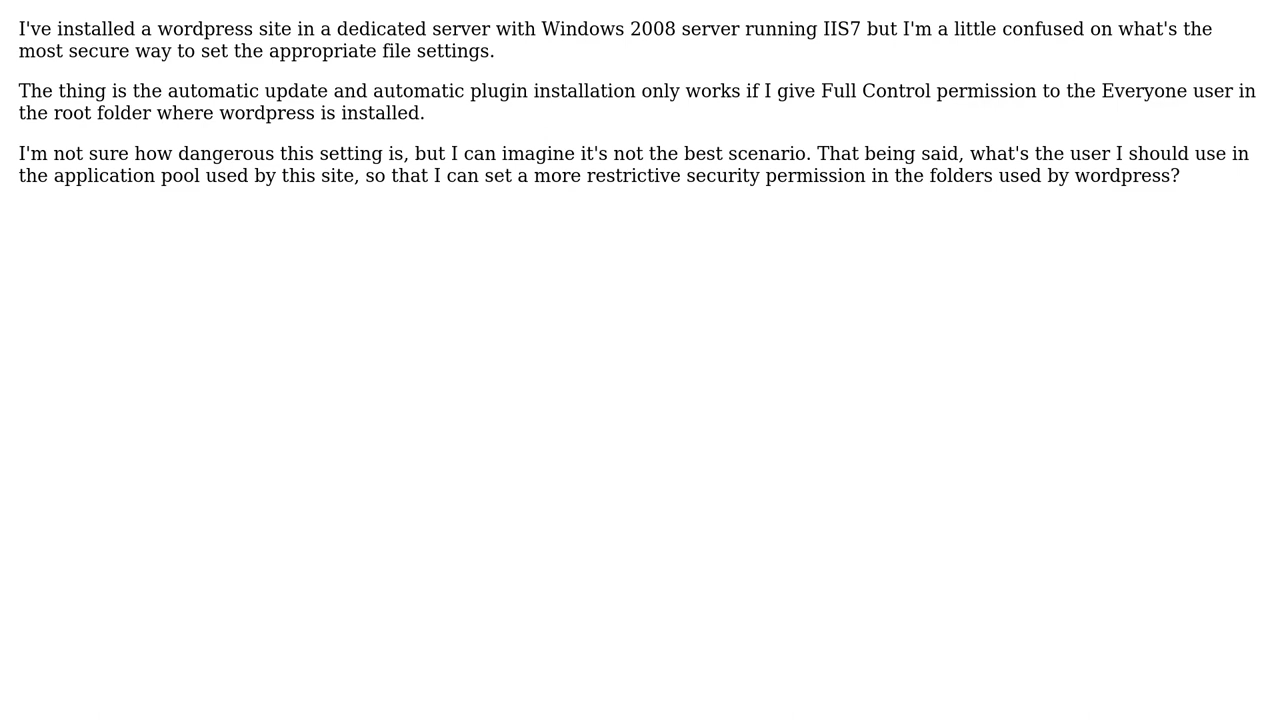 I've installed a wordpress site in a dedicated server with Windows 2008 server running IIS7 but I'm a little confused on what's the
most secure way to set the appropriate file settings.
The thing is the automatic update and automatic plugin installation only works if I give Full Control permission to the Everyone user in
the root folder where wordpress is installed.
I'm not sure how dangerous this setting is, but I can imagine it's not the best scenario. That being said, what's the user I should use in
the application pool used by this site, so that I can set a more restrictive security permission in the folders used by wordpress?